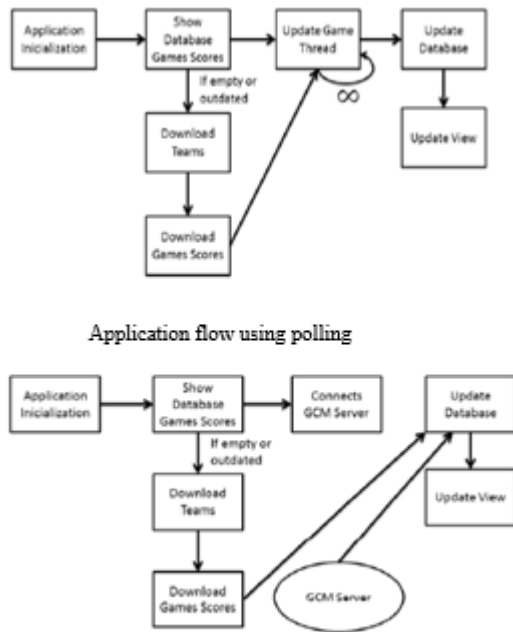 Application
Inicialization
Show
Database
Games Scores
Update Game
Thread
Update
Database
If empty or
outdated
∞
Download
Teams
Update View
Download
Games Scores
Application flow using polling
Application
Inicialization
Show
Database
Games Scores
Connects
GCM Server
Update
Database
If empty or
outdated
Download
Teams
Update View
Download
Games Scores
GCM Server